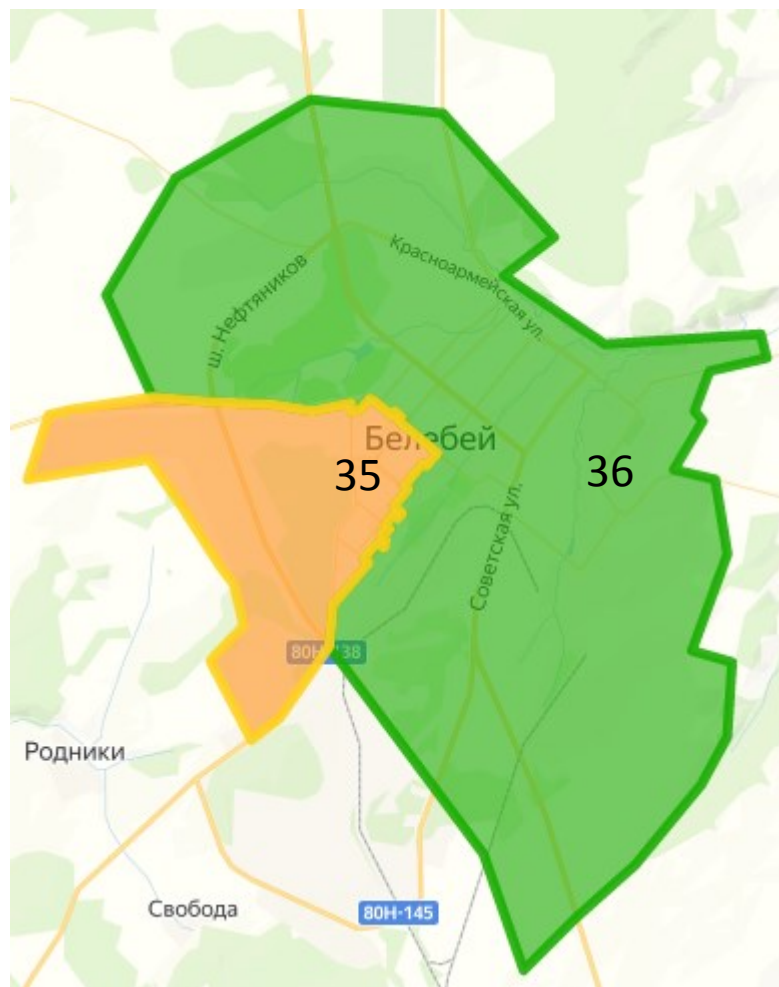 Красноармейская ул.
ш. Нефтяников
Белебей
35
36
Советская ул.
80Н-138
Родники
Свобода
80Н-145